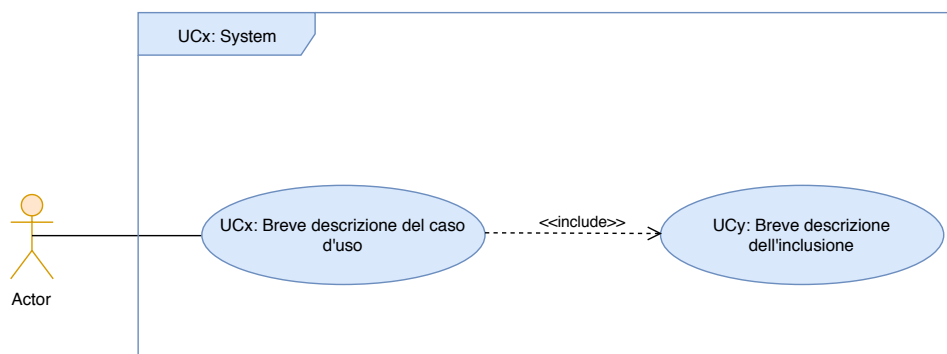 UCx: System
UCx: Breve descrizione del caso
d'uso
<<include>>
UCy: Breve descrizione
dell'inclusione
Actor